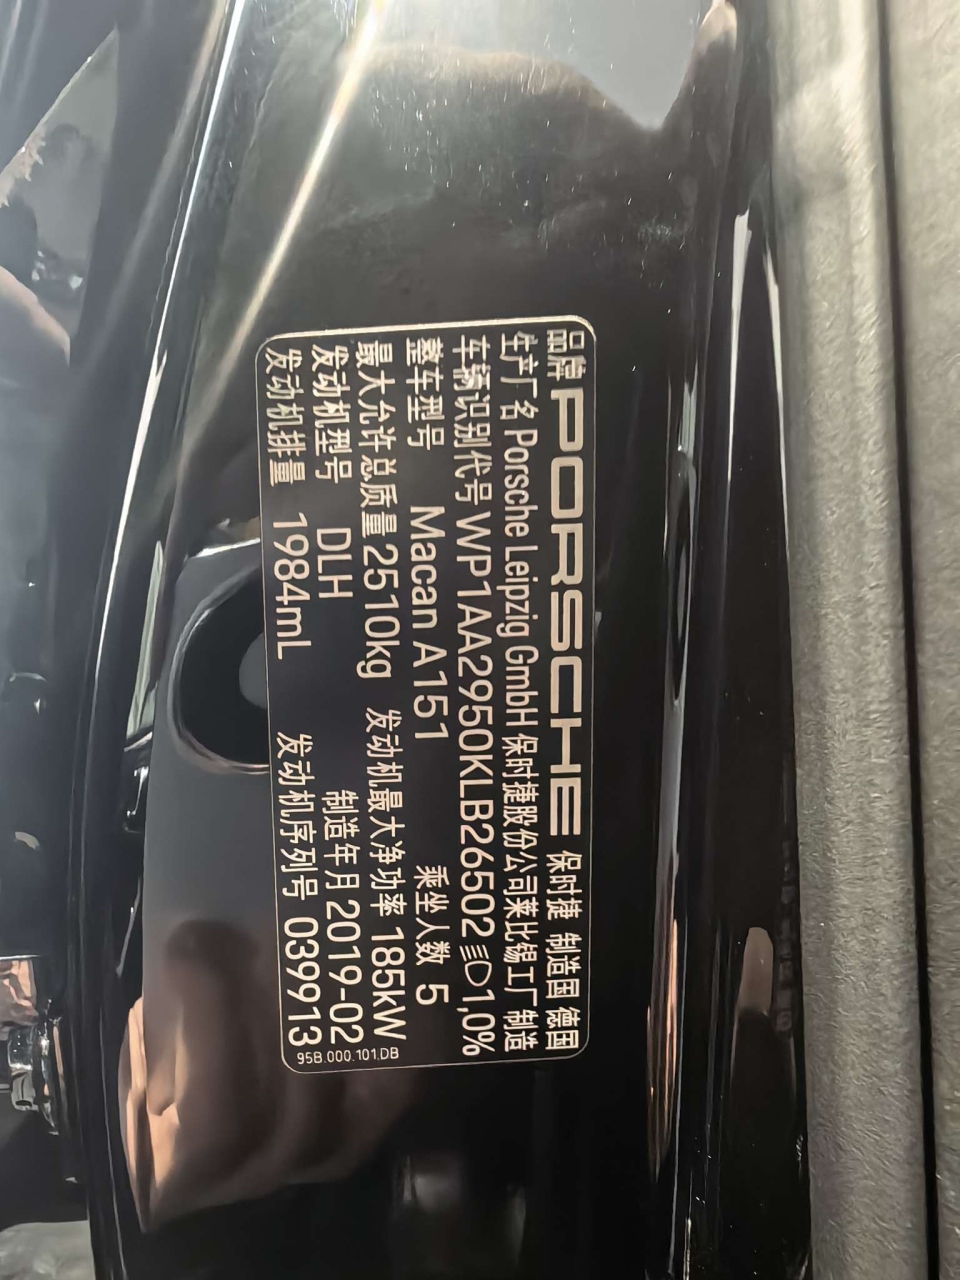 品牌 PORSCHE 保时捷 制造国 德国
生产厂名 Porsche Leipzig GmbH 保时捷股份公司莱比锡工厂制造
车辆识别代号 WP1AA2950KLB26502 1,0%
整车型号 Macan A151 乘坐人数 5
最大允许总质量 2510kg 发动机最大净功率 185kW
发动机型号 DLH 制造年月 2019-02
发动机排量 1984mL 发动机序列号 039913
95B.000.101.DB